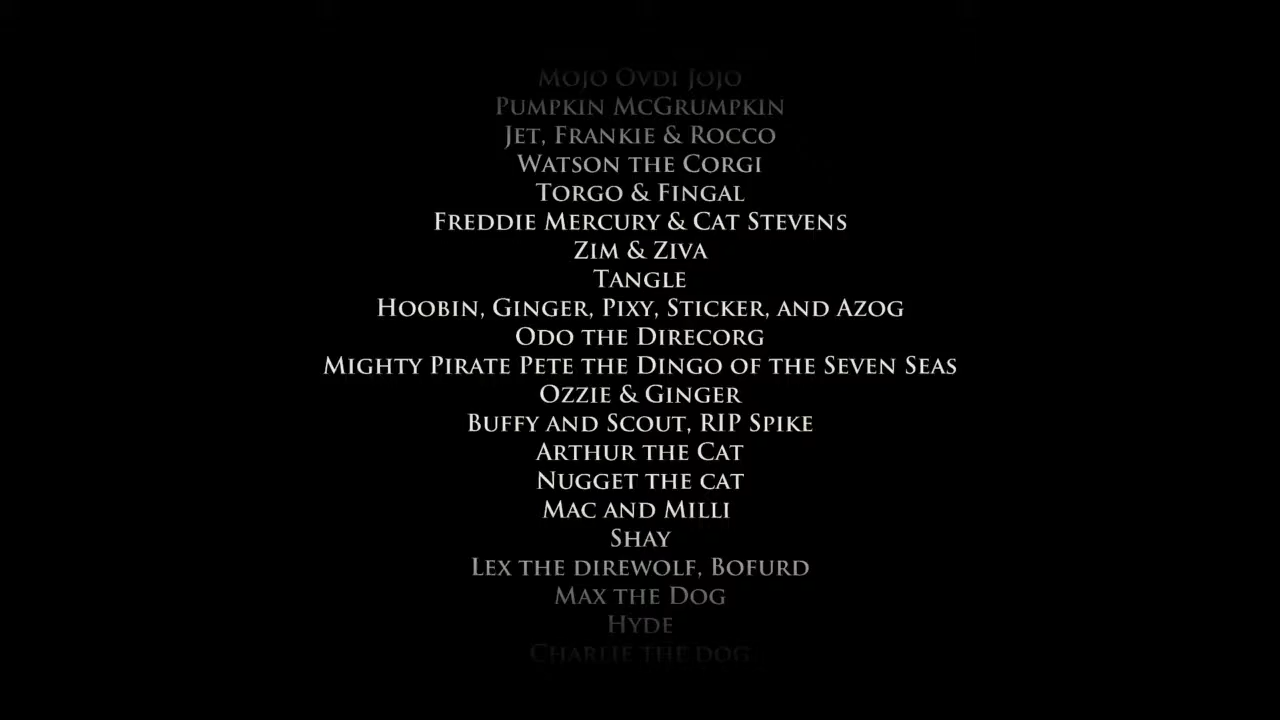 Mojo Ovdi Jojo
Pumpkin McGrumpkin
Jet, Frankie & Rocco
Watson the Corgi
Torgo & Fingal
Freddie Mercury & Cat Stevens
Zim & Ziva
Tangle
Hoobin, Ginger, Pixy, Sticker, and Azog
Odo the Direcorg
Mighty Pirate Pete the Dingo of the Seven Seas
Ozzie & Ginger
Buffy and Scout, RIP Spike
Arthur the Cat
Nugget the cat
Mac and Milli
Shay
Lex the direwolf, Bofurd
Max the Dog
Hyde
Charlie the dog